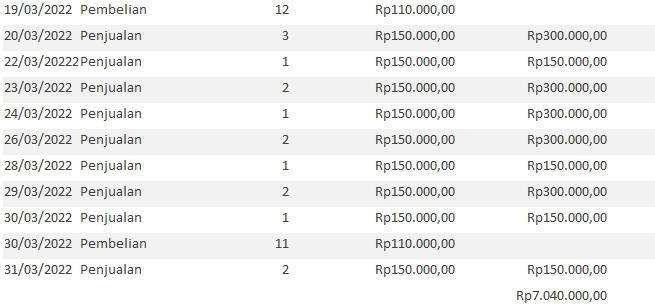 19/03/2022 Pembelian 12 Rp110.000,00
20/03/2022 Penjualan 3 Rp150.000,00 Rp300.000,00
22/03/20222 Penjualan 1 Rp150.000,00 Rp150.000,00
23/03/2022 Penjualan 2 Rp150.000,00 Rp300.000,00
24/03/2022 Penjualan 1 Rp150.000,00 Rp300.000,00
26/03/2022 Penjualan 2 Rp150.000,00 Rp300.000,00
28/03/2022 Penjualan 1 Rp150.000,00 Rp150.000,00
29/03/2022 Penjualan 2 Rp150.000,00 Rp300.000,00
30/03/2022 Penjualan 1 Rp150.000,00 Rp150.000,00
30/03/2022 Pembelian 11 Rp110.000,00
31/03/2022 Penjualan 2 Rp150.000,00 Rp150.000,00
Rp7.040.000,00